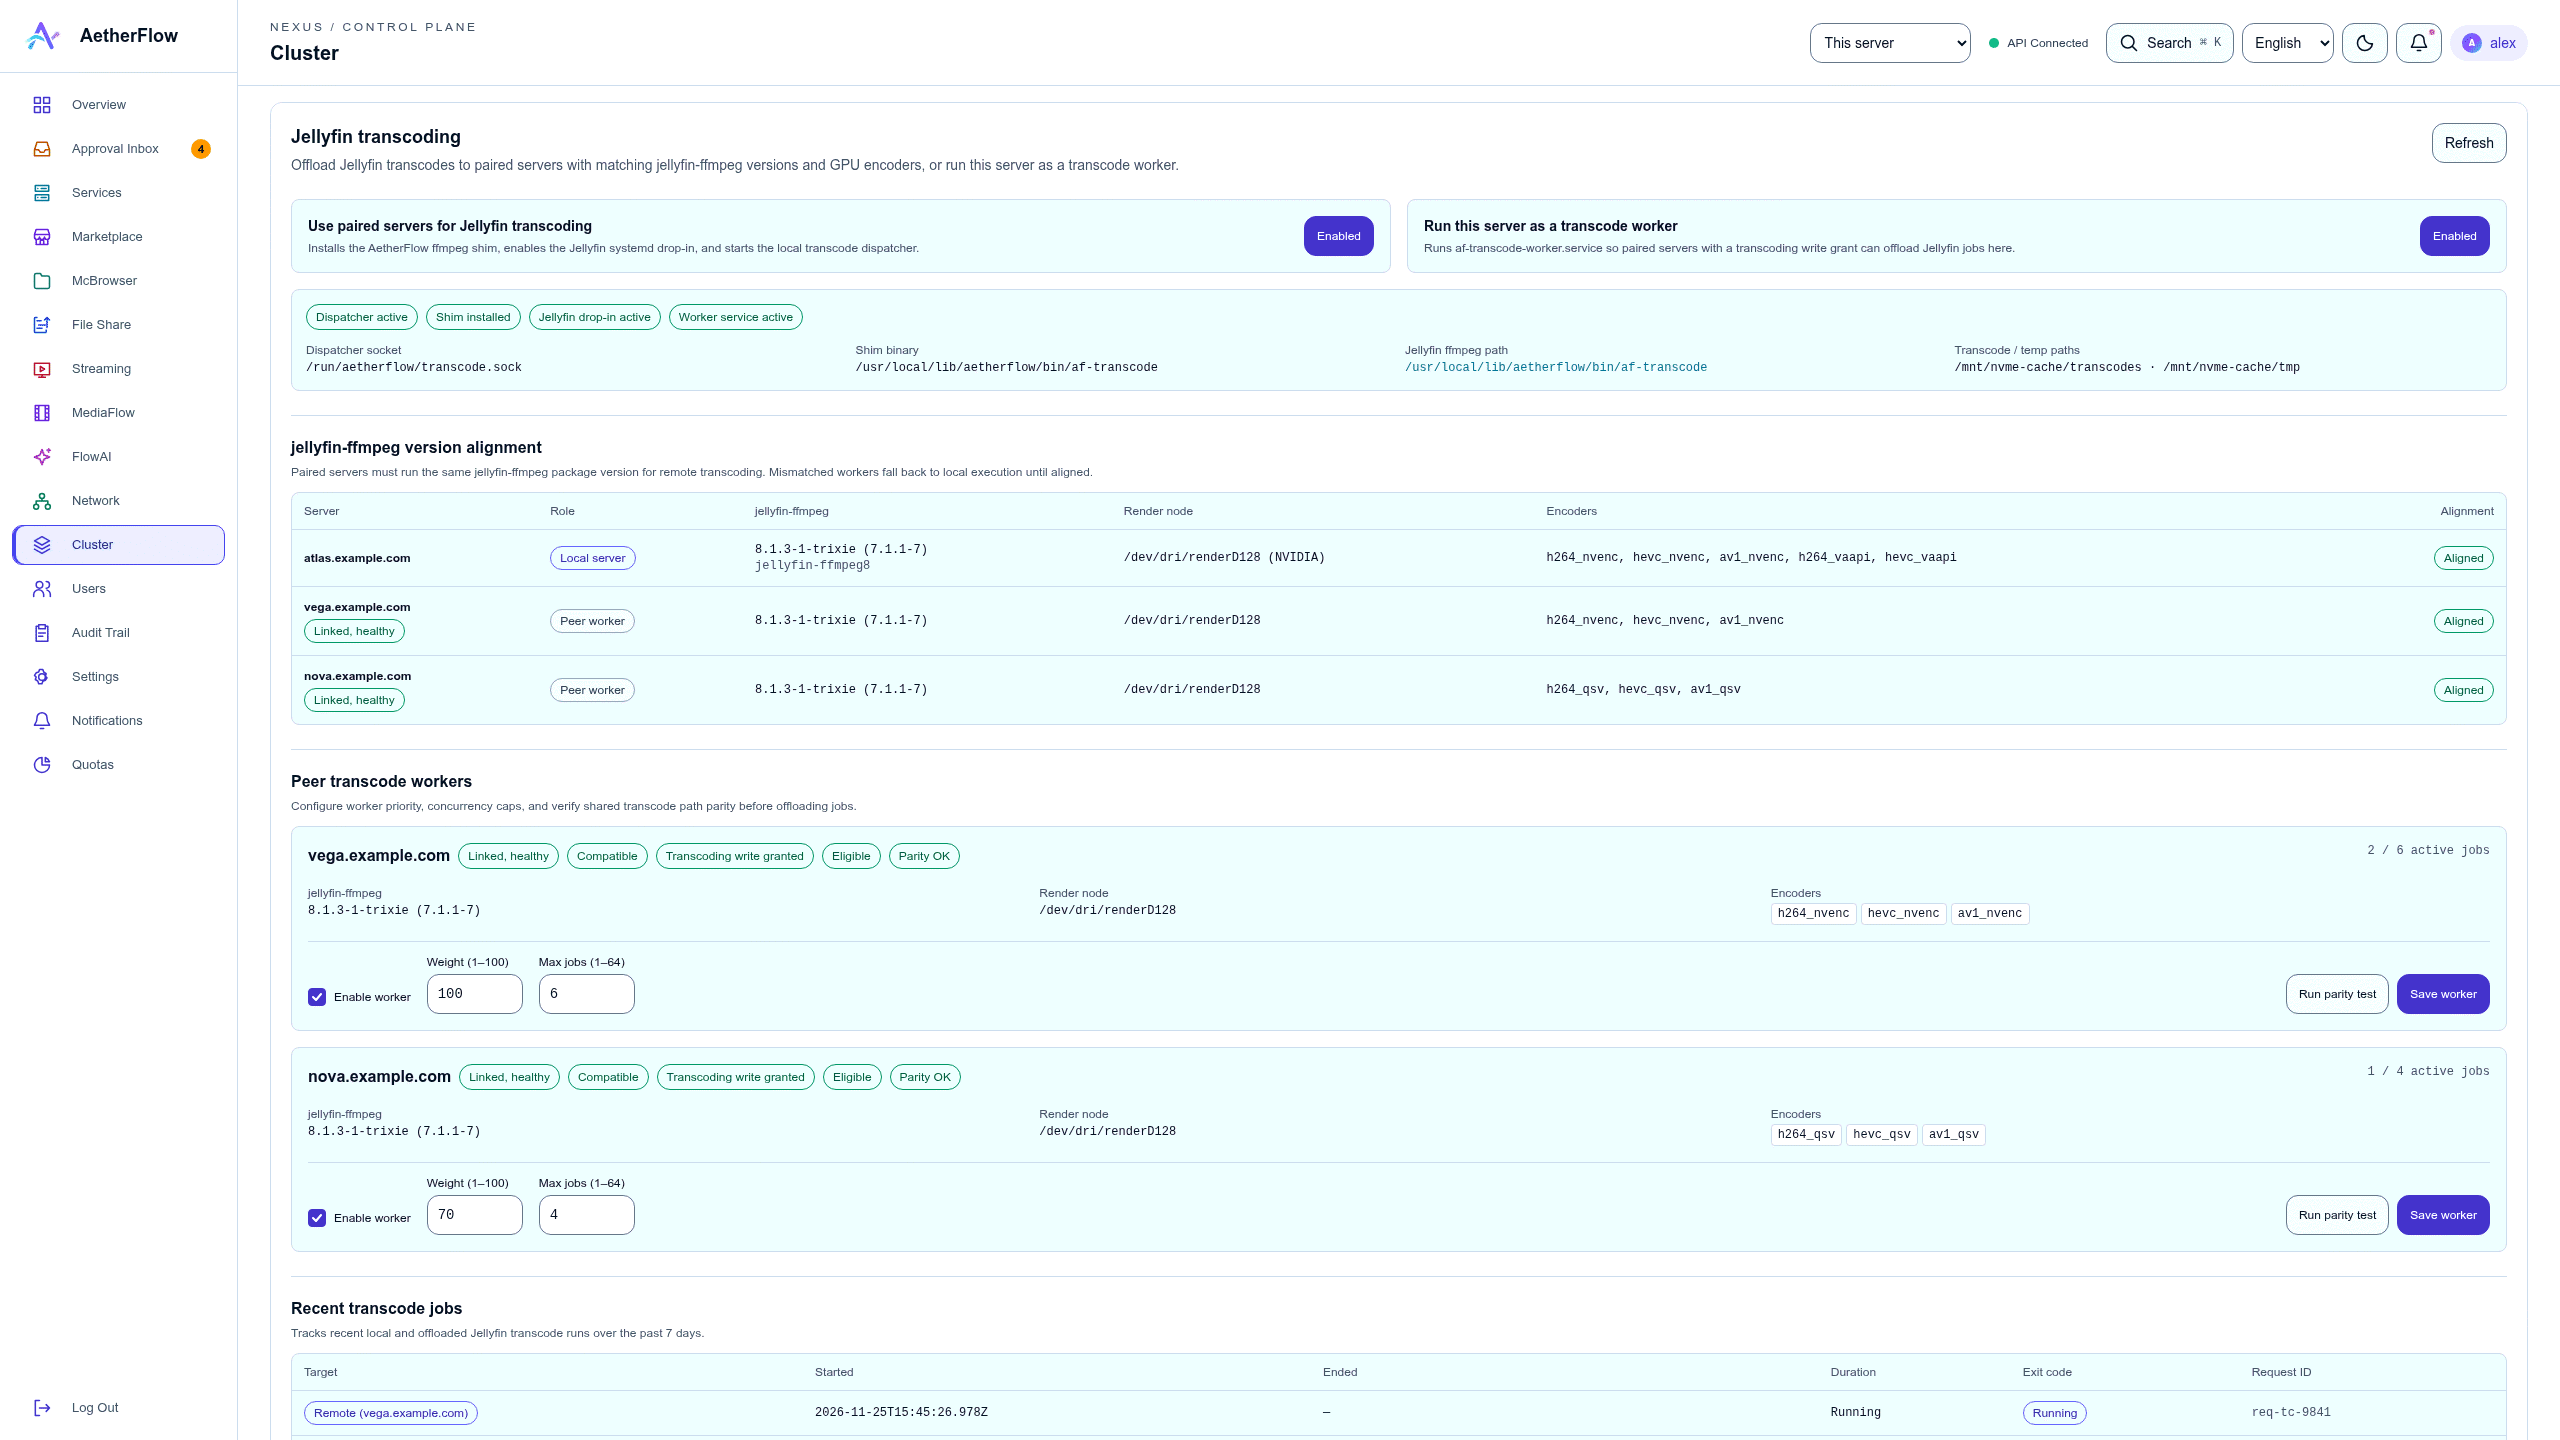 AetherFlow
NEXUS / CONTROL PLANE
Cluster
This server
API Connected
Search ⌘ K
English
A alex
Overview
Approval Inbox 4
Services
Marketplace
McBrowser
File Share
Streaming
MediaFlow
FlowAI
Network
Cluster
Users
Audit Trail
Settings
Notifications
Quotas
Log Out
Jellyfin transcoding
Offload Jellyfin transcodes to paired servers with matching jellyfin-ffmpeg versions and GPU encoders, or run this server as a transcode worker.
Refresh
Use paired servers for Jellyfin transcoding
Installs the AetherFlow ffmpeg shim, enables the Jellyfin systemd drop-in, and starts the local transcode dispatcher.
Enabled
Run this server as a transcode worker
Runs af-transcode-worker.service so paired servers with a transcoding write grant can offload Jellyfin jobs here.
Enabled
Dispatcher active Shim installed Jellyfin drop-in active Worker service active
Dispatcher socket Shim binary Jellyfin ffmpeg path Transcode / temp paths
/run/aetherflow/transcode.sock /usr/local/lib/aetherflow/bin/af-transcode /usr/local/lib/aetherflow/bin/af-transcode /mnt/nvme-cache/transcodes · /mnt/nvme-cache/tmp
jellyfin-ffmpeg version alignment
Paired servers must run the same jellyfin-ffmpeg package version for remote transcoding. Mismatched workers fall back to local execution until aligned.
Server Role jellyfin-ffmpeg Render node Encoders Alignment
atlas.example.com Local server 8.1.3-1-trixie (7.1.1-7) /dev/dri/renderD128 (NVIDIA) h264_nvenc, hevc_nvenc, av1_nvenc, h264_vaapi, hevc_vaapi Aligned
jellyfin-ffmpeg8
vega.example.com
Linked, healthy Peer worker 8.1.3-1-trixie (7.1.1-7) /dev/dri/renderD128 h264_nvenc, hevc_nvenc, av1_nvenc Aligned
nova.example.com
Linked, healthy Peer worker 8.1.3-1-trixie (7.1.1-7) /dev/dri/renderD128 h264_qsv, hevc_qsv, av1_qsv Aligned
Peer transcode workers
Configure worker priority, concurrency caps, and verify shared transcode path parity before offloading jobs.
vega.example.com Linked, healthy Compatible Transcoding write granted Eligible Parity OK 2 / 6 active jobs
jellyfin-ffmpeg Render node Encoders
8.1.3-1-trixie (7.1.1-7) /dev/dri/renderD128 h264_nvenc hevc_nvenc av1_nvenc
Weight (1–100) Max jobs (1–64)
Enable worker 100 6 Run parity test Save worker
nova.example.com Linked, healthy Compatible Transcoding write granted Eligible Parity OK 1 / 4 active jobs
jellyfin-ffmpeg Render node Encoders
8.1.3-1-trixie (7.1.1-7) /dev/dri/renderD128 h264_qsv hevc_qsv av1_qsv
Weight (1–100) Max jobs (1–64)
Enable worker 70 4 Run parity test Save worker
Recent transcode jobs
Tracks recent local and offloaded Jellyfin transcode runs over the past 7 days.
Target Started Ended Duration Exit code Request ID
Remote (vega.example.com) 2026-11-25T15:45:26.978Z — Running Running req-tc-9841